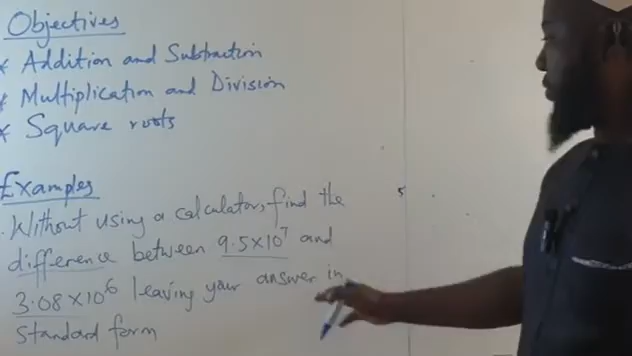 Objectives
* Addition and Subtraction
* Multiplication and Division
* Square roots
Examples
. Without using a calculator, find the
difference between 9.5×10⁷ and
3.08×10⁶ leaving your answer in
Standard form